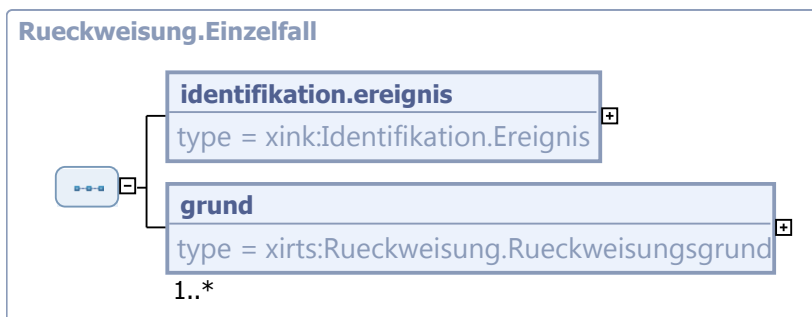 Rueckweisung.Einzelfall
identifikation.ereignis
type = xink:Identifikation.Ereignis
grund
type = xirts:Rueckweisung.Rueckweisungsgrund
1..*